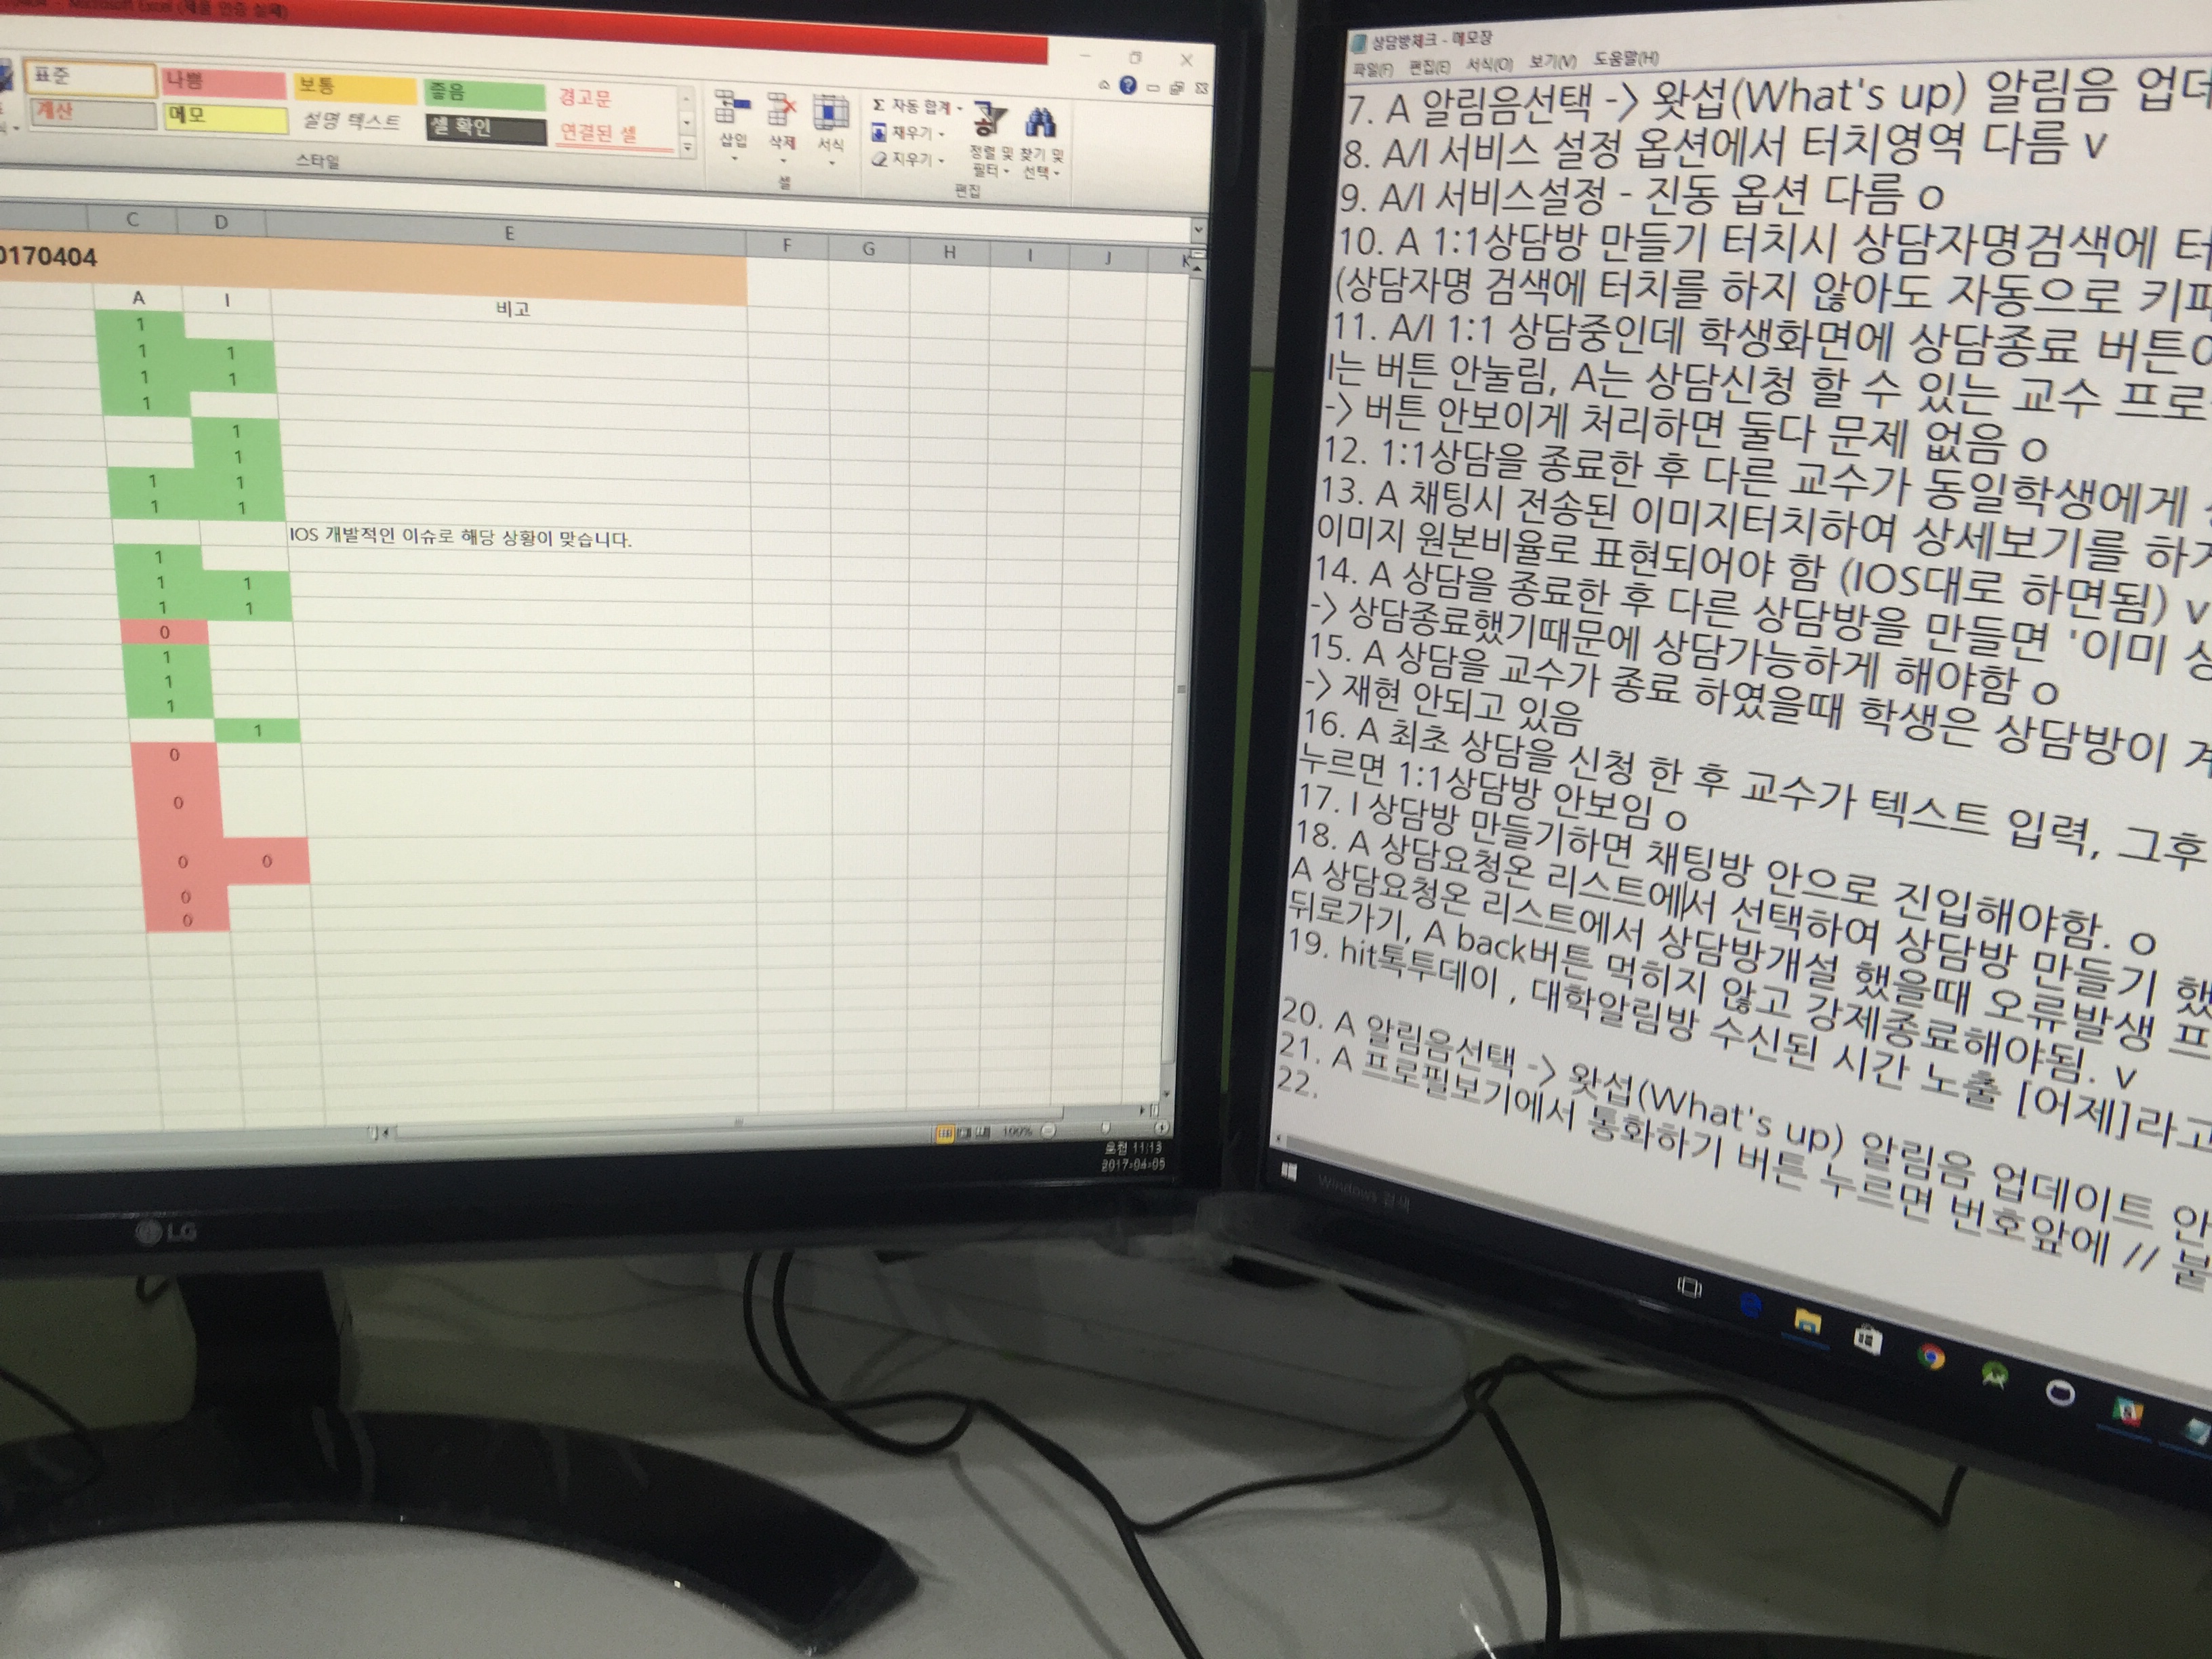 0404 - Microsoft Excel (제품 인증 실패)
표준 나쁨 보통 좋음 경고문
계산 메모 설명 텍스트 셀 확인 연결된 셀
스타일
삽입 삭제 서식
셀
Σ 자동 합계
채우기
지우기
정렬 및 필터 찾기 및 선택
편집
C D E F G H I J K
0170404
A I 비고
1
1 1
1 1
1
1
1
1 1
1 1
IOS 개발적인 이슈로 해당 상황이 맞습니다.
1
1 1
1 1
0
1
1
1
1
0
0
0 0
0
0
100%
오전 11:13
2017-04-05
LG
상담방체크 - 메모장
파일(F) 편집(E) 서식(O) 보기(V) 도움말(H)
7. A 알림음선택 -> 왓섭(What's up) 알림음 업데
8. A/I 서비스 설정 옵션에서 터치영역 다름 v
9. A/I 서비스설정 - 진동 옵션 다름 o
10. A 1:1상담방 만들기 터치시 상담자명검색에 터
(상담자명 검색에 터치를 하지 않아도 자동으로 키패
11. A/I 1:1 상담중인데 학생화면에 상담종료 버튼이
I는 버튼 안눌림, A는 상담신청 할 수 있는 교수 프로
-> 버튼 안보이게 처리하면 둘다 문제 없음 o
12. 1:1상담을 종료한 후 다른 교수가 동일학생에게
13. A 채팅시 전송된 이미지터치하여 상세보기를 하
이미지 원본비율로 표현되어야 함 (IOS대로 하면됨) v
14. A 상담을 종료한 후 다른 상담방을 만들면 '이미 상
-> 상담종료했기때문에 상담가능하게 해야함 o
15. A 상담을 교수가 종료 하였을때 학생은 상담방이 계
-> 재현 안되고 있음
16. A 최초 상담을 신청 한 후 교수가 텍스트 입력, 그후
누르면 1:1상담방 안보임 o
17. I 상담방 만들기하면 채팅방 안으로 진입해야함. o
18. A 상담요청온 리스트에서 선택하여 상담방 만들기 했
A 상담요청온 리스트에서 상담방개설 했을때 오류발생 프
뒤로가기, A back버튼 먹히지 않고 강제종료해야됨. v
19. hit톡투데이 , 대학알림방 수신된 시간 노출 [어제]라고
20. A 알림음선택 -> 왓섭(What's up) 알림음 업데이트 안
21. A 프로필보기에서 통화하기 버튼 누르면 번호앞에 // 붙
22.
Windows 검색